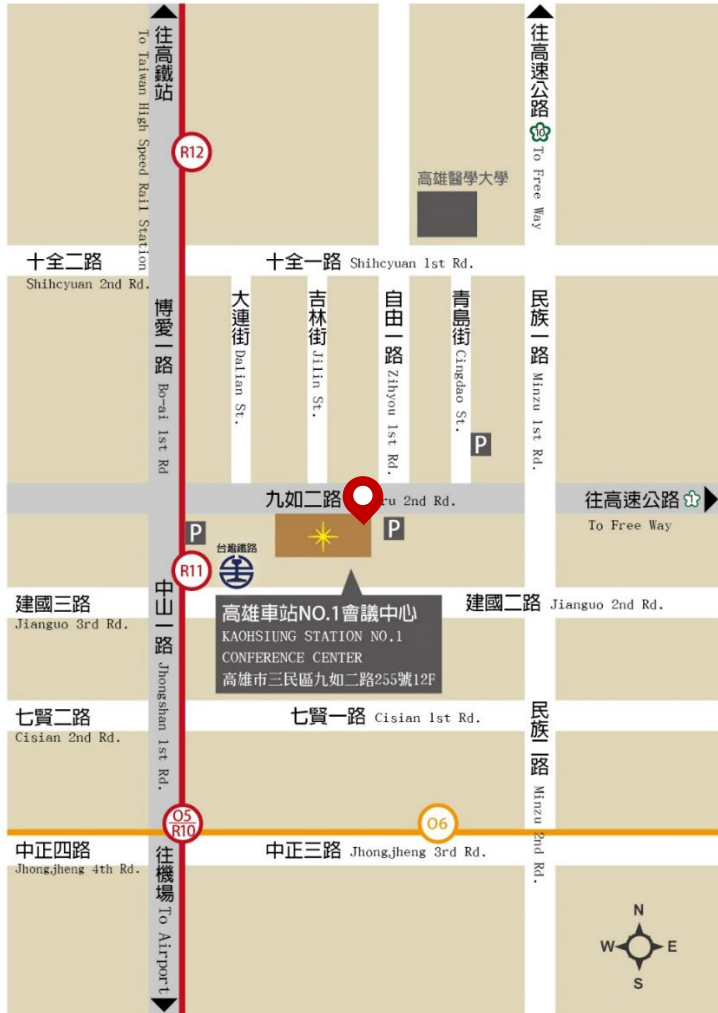 往高鐵站
To Taiwan High Speed Rail Station
R12
往高速公路
10
To Free Way
高雄醫學大學
十全二路
Shihcyuan 2nd Rd.
十全一路 Shihcyuan 1st Rd.
博愛一路 Bo-ai 1st Rd
大連街 Dalian St.
吉林街 Jilin St.
自由一路 Zihyou 1st Rd.
青島街 Cingdao St.
民族一路 Minzu 1st Rd.
P
九如二路 ru 2nd Rd.
往高速公路 1
To Free Way
P
P
台灣鐵路
R11
建國三路
Jianguo 3rd Rd.
中山一路 Jhongshan 1st Rd.
高雄車站NO.1會議中心
KAOHSIUNG STATION NO.1
CONFERENCE CENTER
高雄市三民區九如二路255號12F
建國二路 Jianguo 2nd Rd.
七賢二路
Cisian 2nd Rd.
七賢一路 Cisian 1st Rd.
民族二路 Minzu 2nd Rd.
O5
R10
O6
中正四路
Jhongjheng 4th Rd.
中正三路 Jhongjheng 3rd Rd.
往機場 To Airport
N
W E
S